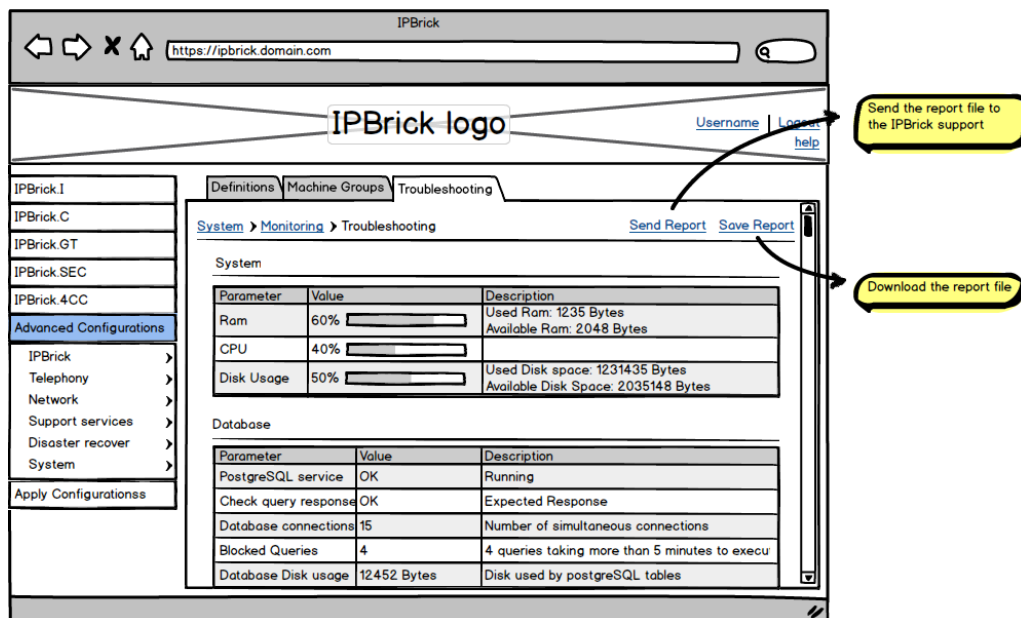 IPBrick
https://ipbrick.domain.com
IPBrick logo
Username | Logout
help
Send the report file to
the IPBrick support
IPBrick.I
IPBrick.C
IPBrick.GT
IPBrick.SEC
IPBrick.4CC
Advanced Configurations
IPBrick
Telephony
Network
Support services
Disaster recover
System
Apply Configurationss
Definitions Machine Groups Troubleshooting
System > Monitoring > Troubleshooting Send Report Save Report
Download the report file
System
Parameter Value Description
Ram 60% Used Ram: 1235 Bytes
Available Ram: 2048 Bytes
CPU 40%
Disk Usage 50% Used Disk space: 1231435 Bytes
Available Disk Space: 2035148 Bytes
Database
Parameter Value Description
PostgreSQL service OK Running
Check query response OK Expected Response
Database connections 15 Number of simultaneous connections
Blocked Queries 4 4 queries taking more than 5 minutes to execu
Database Disk usage 12452 Bytes Disk used by postgreSQL tables